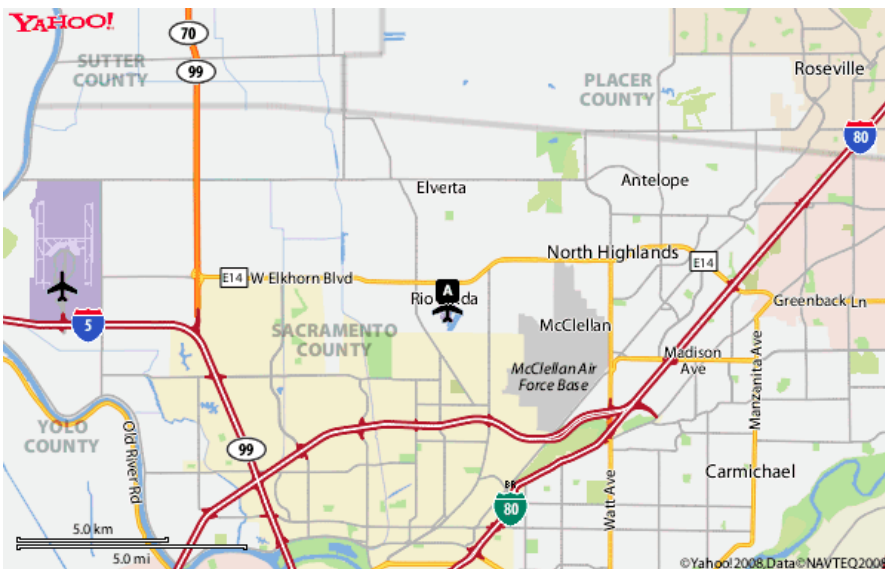 YAHOO!
70
SUTTER
COUNTY
99
PLACER
COUNTY
Roseville
80
Elverta
Antelope
North Highlands
E14
E14
W Elkhorn Blvd
A
Greenback Ln
5
SACRAMENTO
COUNTY
McClellan
Madison
Ave
McClellan Air
Force Base
Manzanita Ave
YOLO
COUNTY
Old River Rd
99
Carmichael
BR
80
Watt Ave
5.0 km
5.0 mi
©Yahoo! 2008, Data©NAVTEQ2008